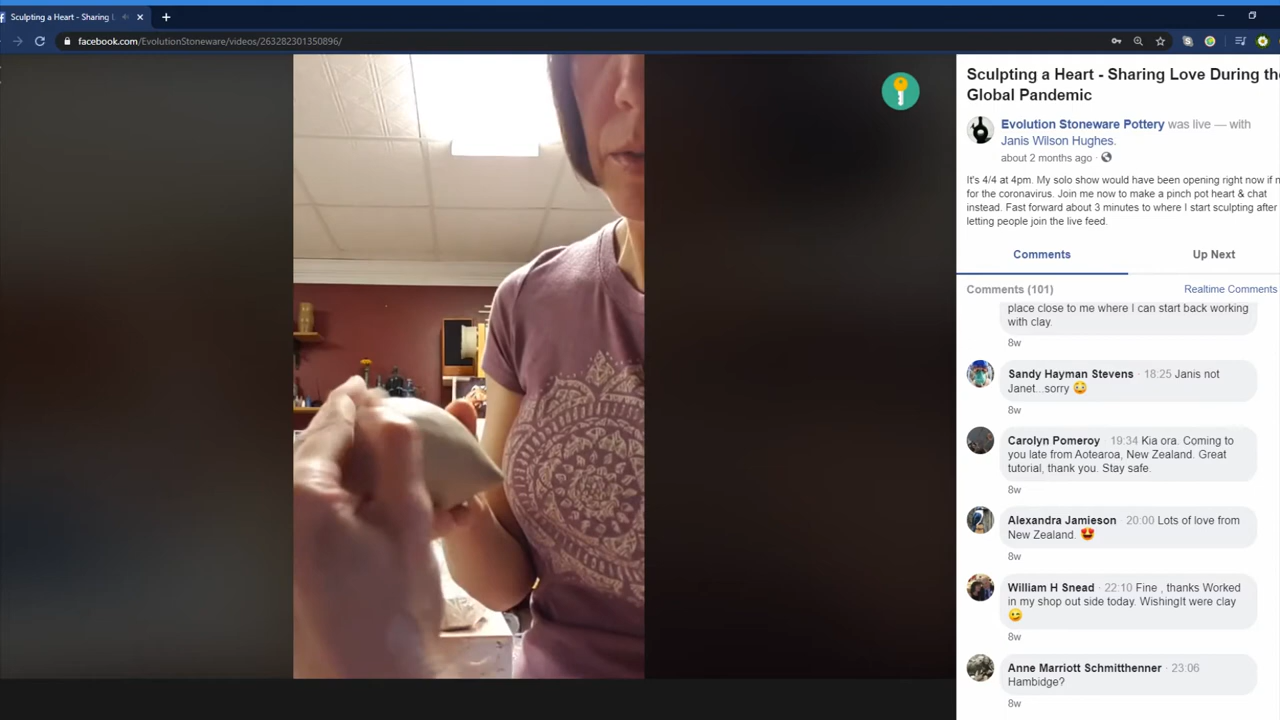 Sculpting a Heart - Sharing L
facebook.com/EvolutionStoneware/videos/263282301350896/
Sculpting a Heart - Sharing Love During th
Global Pandemic
Evolution Stoneware Pottery was live — with
Janis Wilson Hughes.
about 2 months ago ·
It's 4/4 at 4pm. My solo show would have been opening right now if n
for the coronavirus. Join me now to make a pinch pot heart & chat
instead. Fast forward about 3 minutes to where I start sculpting after
letting people join the live feed.
Comments
Up Next
Comments (101)
Realtime Comments
place close to me where I can start back working
with clay.
8w
Sandy Hayman Stevens · 18:25 Janis not
Janet...sorry 😳
8w
Carolyn Pomeroy · 19:34 Kia ora. Coming to
you late from Aotearoa, New Zealand. Great
tutorial, thank you. Stay safe.
8w
Alexandra Jamieson · 20:00 Lots of love from
New Zealand. 😍
8w
William H Snead · 22:10 Fine , thanks Worked
in my shop out side today. WishingIt were clay
😉
8w
Anne Marriott Schmitthenner · 23:06
Hambidge?
8w